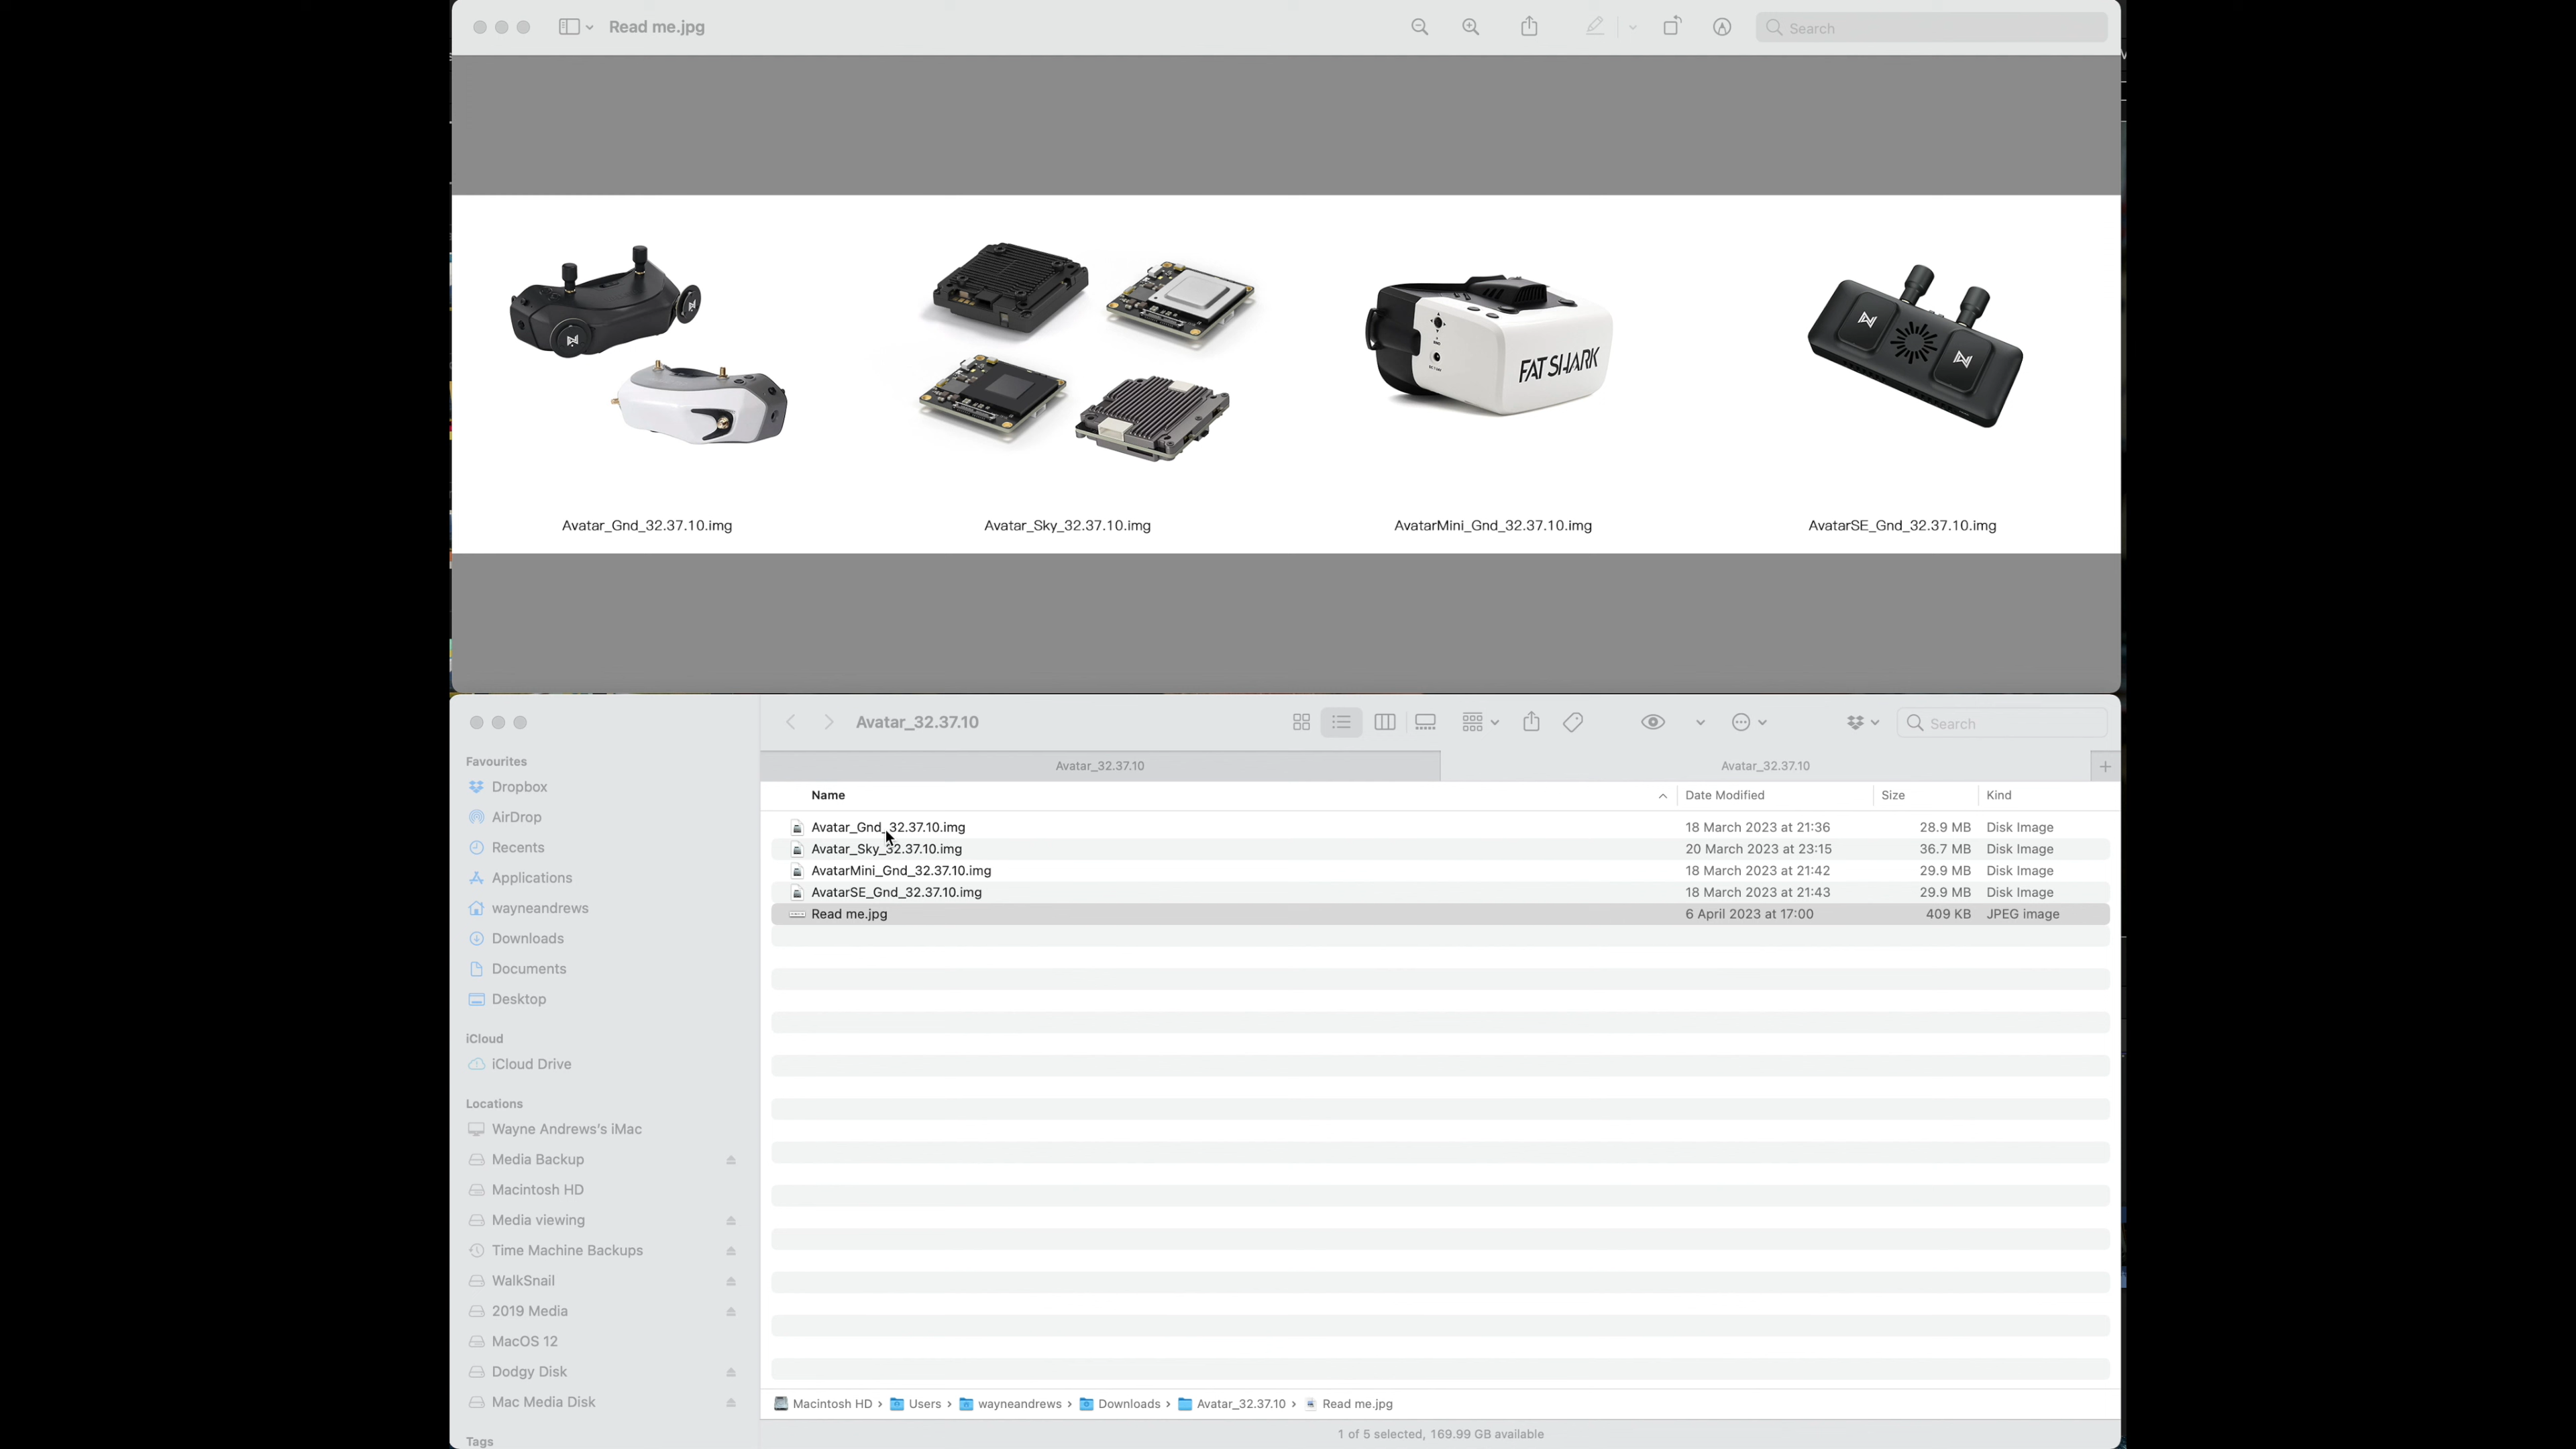 Read me.jpg
Search
FAT SHARK
Avatar_Gnd_32.37.10.img
Avatar_Sky_32.37.10.img
AvatarMini_Gnd_32.37.10.img
AvatarSE_Gnd_32.37.10.img
Avatar_32.37.10
Search
Favourites
Dropbox
AirDrop
Recents
Applications
wayneandrews
Downloads
Documents
Desktop
iCloud
iCloud Drive
Locations
Wayne Andrews's iMac
Media Backup
Macintosh HD
Media viewing
Time Machine Backups
WalkSnail
2019 Media
MacOS 12
Dodgy Disk
Mac Media Disk
Tags
Avatar_32.37.10
Avatar_32.37.10
Name Date Modified Size Kind
Avatar_Gnd_32.37.10.img 18 March 2023 at 21:36 28.9 MB Disk Image
Avatar_Sky_32.37.10.img 20 March 2023 at 23:15 36.7 MB Disk Image
AvatarMini_Gnd_32.37.10.img 18 March 2023 at 21:42 29.9 MB Disk Image
AvatarSE_Gnd_32.37.10.img 18 March 2023 at 21:43 29.9 MB Disk Image
Read me.jpg 6 April 2023 at 17:00 409 KB JPEG image
Macintosh HD › Users › wayneandrews › Downloads › Avatar_32.37.10 › Read me.jpg
1 of 5 selected, 169.99 GB available